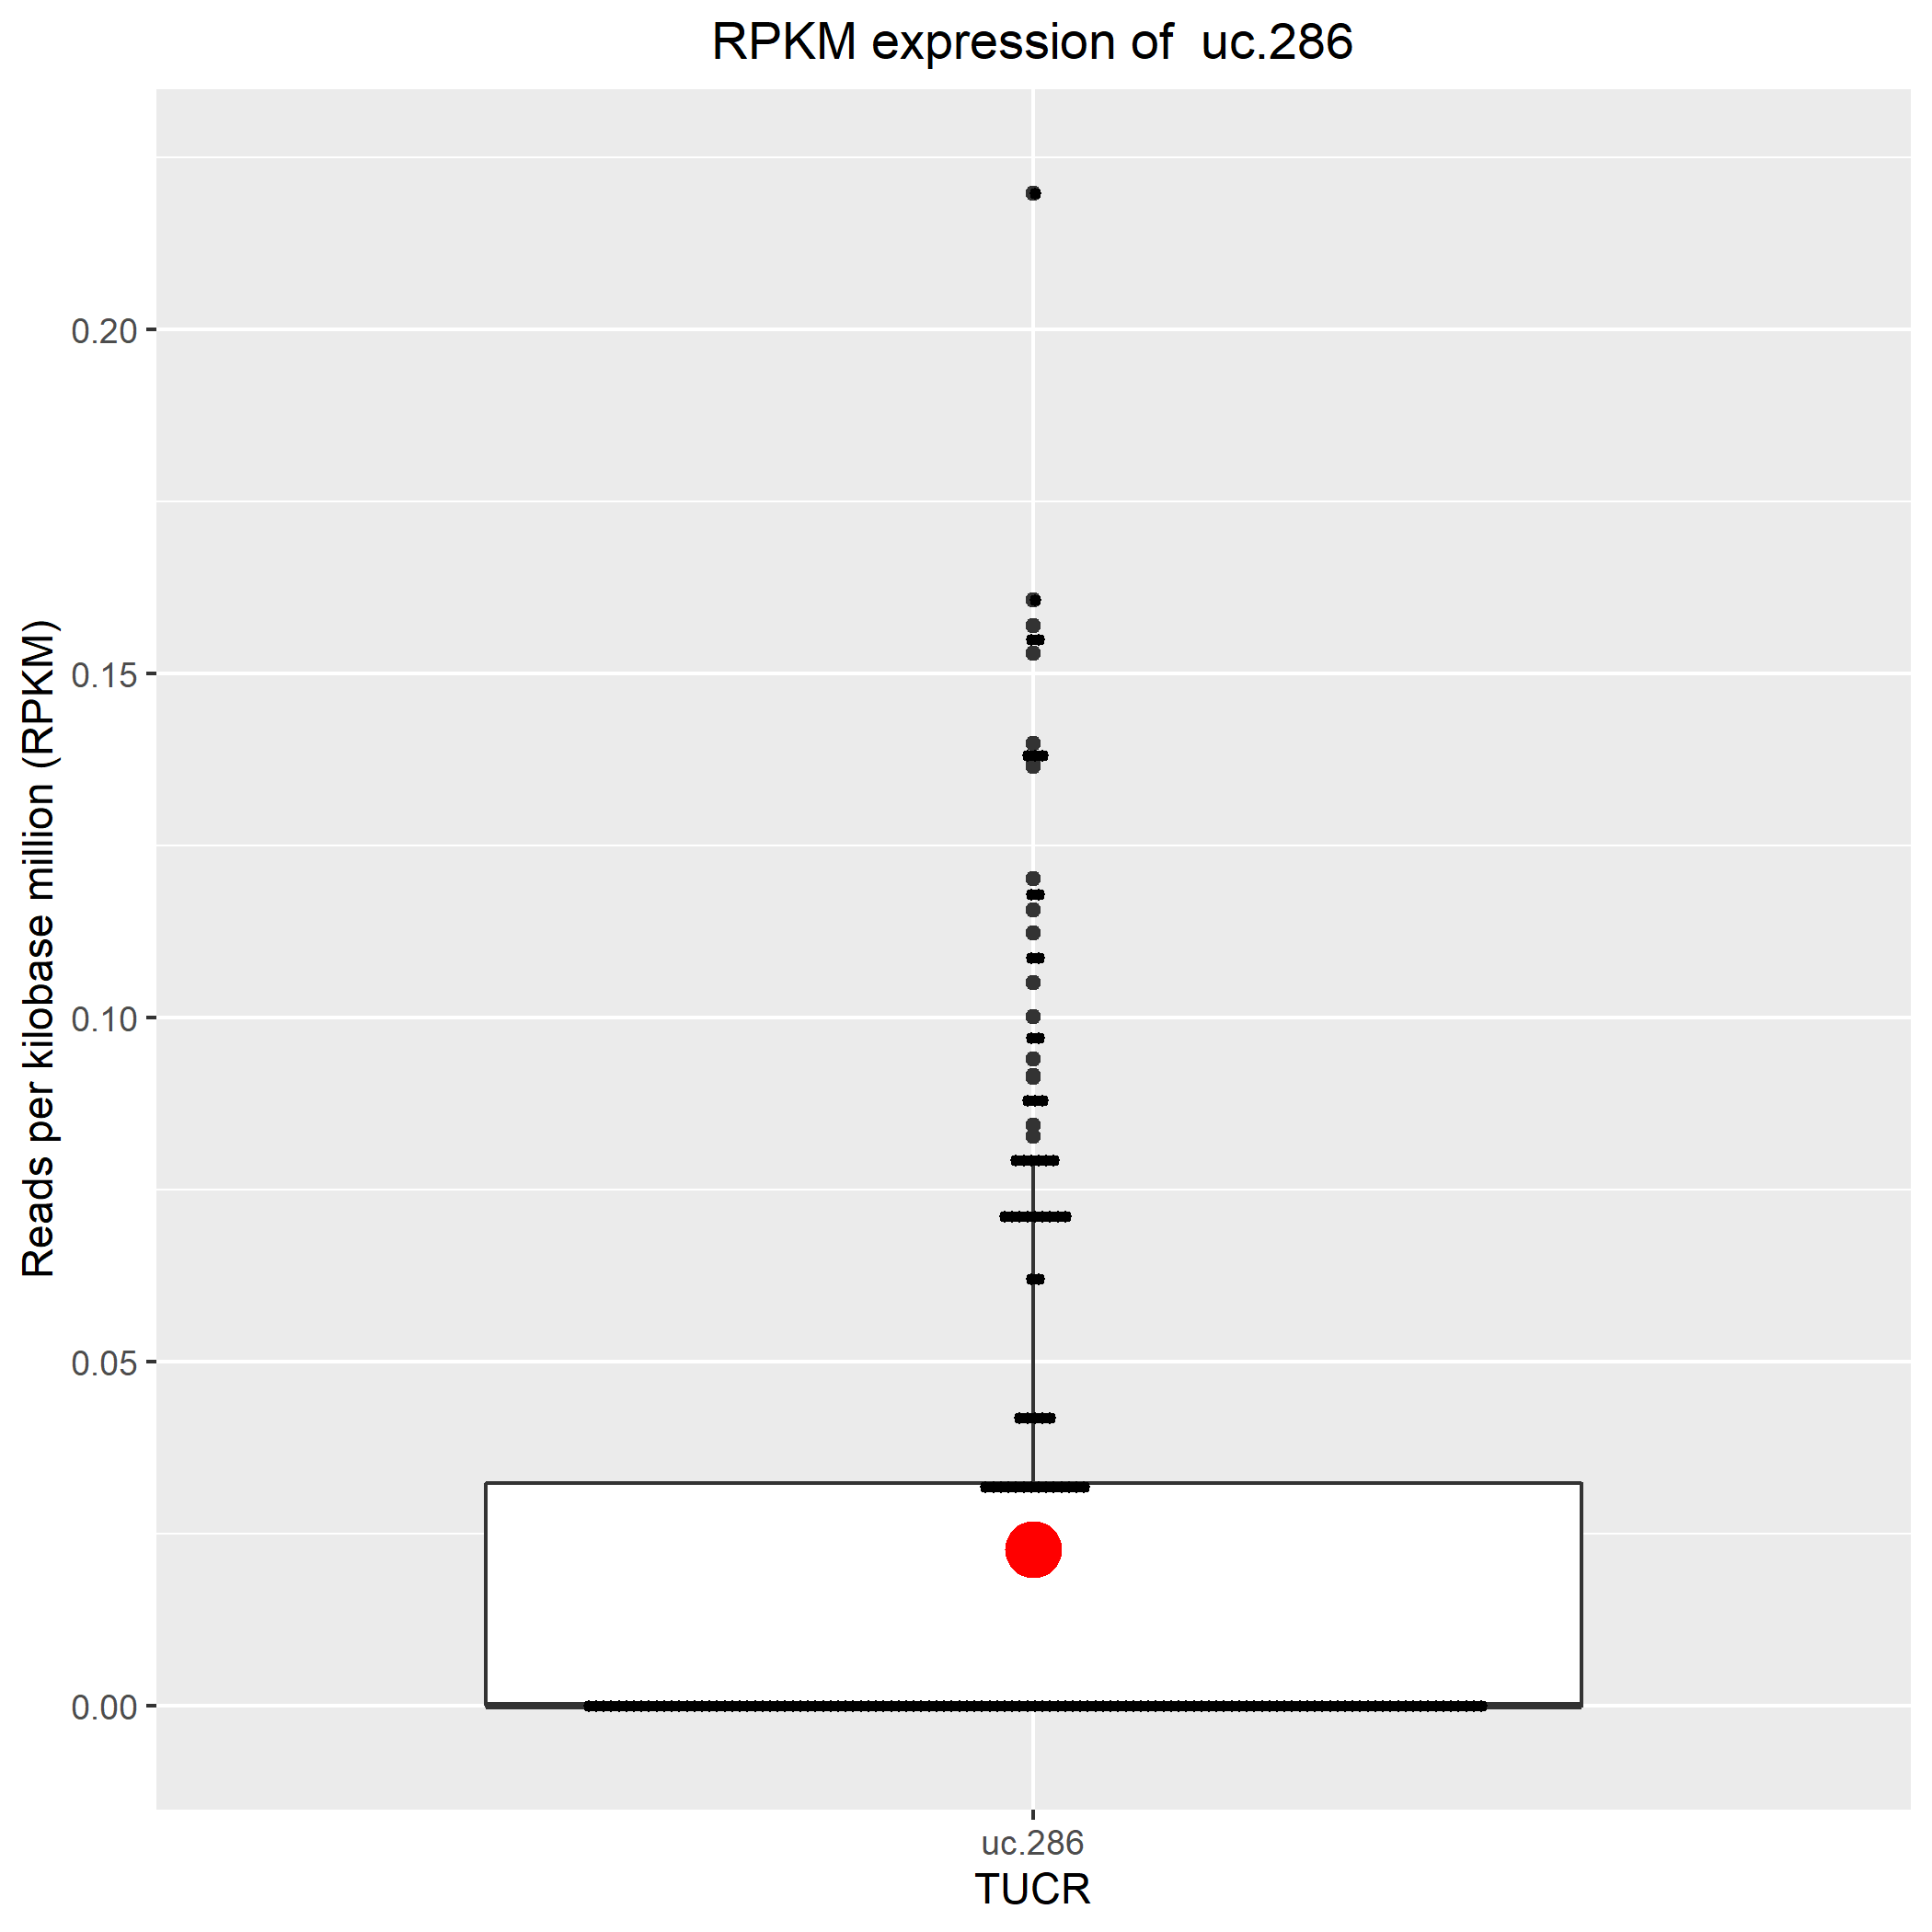 RPKM expression of  uc.286
Reads per kilobase million (RPKM)
0.20
0.15
0.10
0.05
0.00
uc.286
TUCR